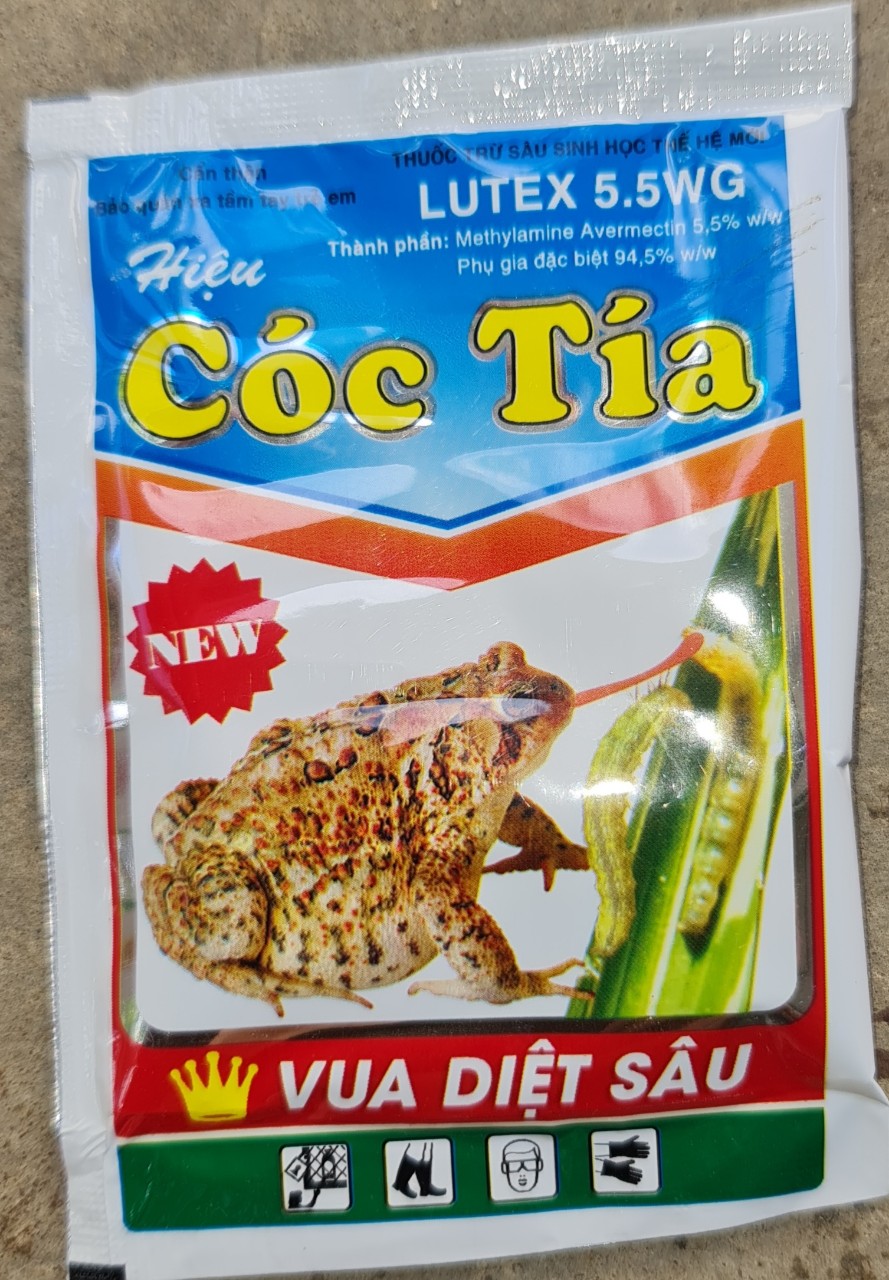 Cẩn thận
Bảo quản xa tầm tay trẻ em
THUỐC TRỪ SÂU SINH HỌC THẾ HỆ MỚI
LUTEX 5.5WG
Thành phần: Methylamine Avermectin 5,5% w/w
Phụ gia đặc biệt 94,5% w/w
Hiệu
Cóc Tía
NEW
VUA DIỆT SÂU